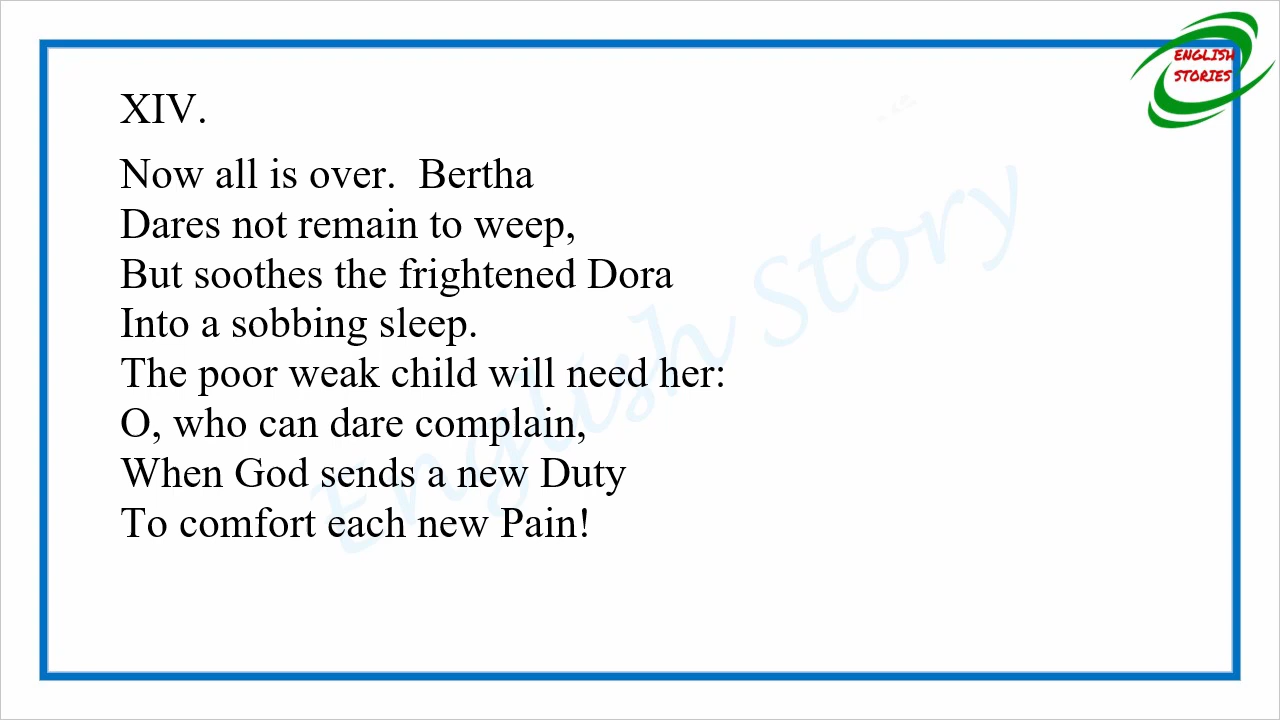 ENGLISH
STORIES
XIV.
Now all is over.  Bertha
Dares not remain to weep,
But soothes the frightened Dora
Into a sobbing sleep.
The poor weak child will need her:
O, who can dare complain,
When God sends a new Duty
To comfort each new Pain!
English Story